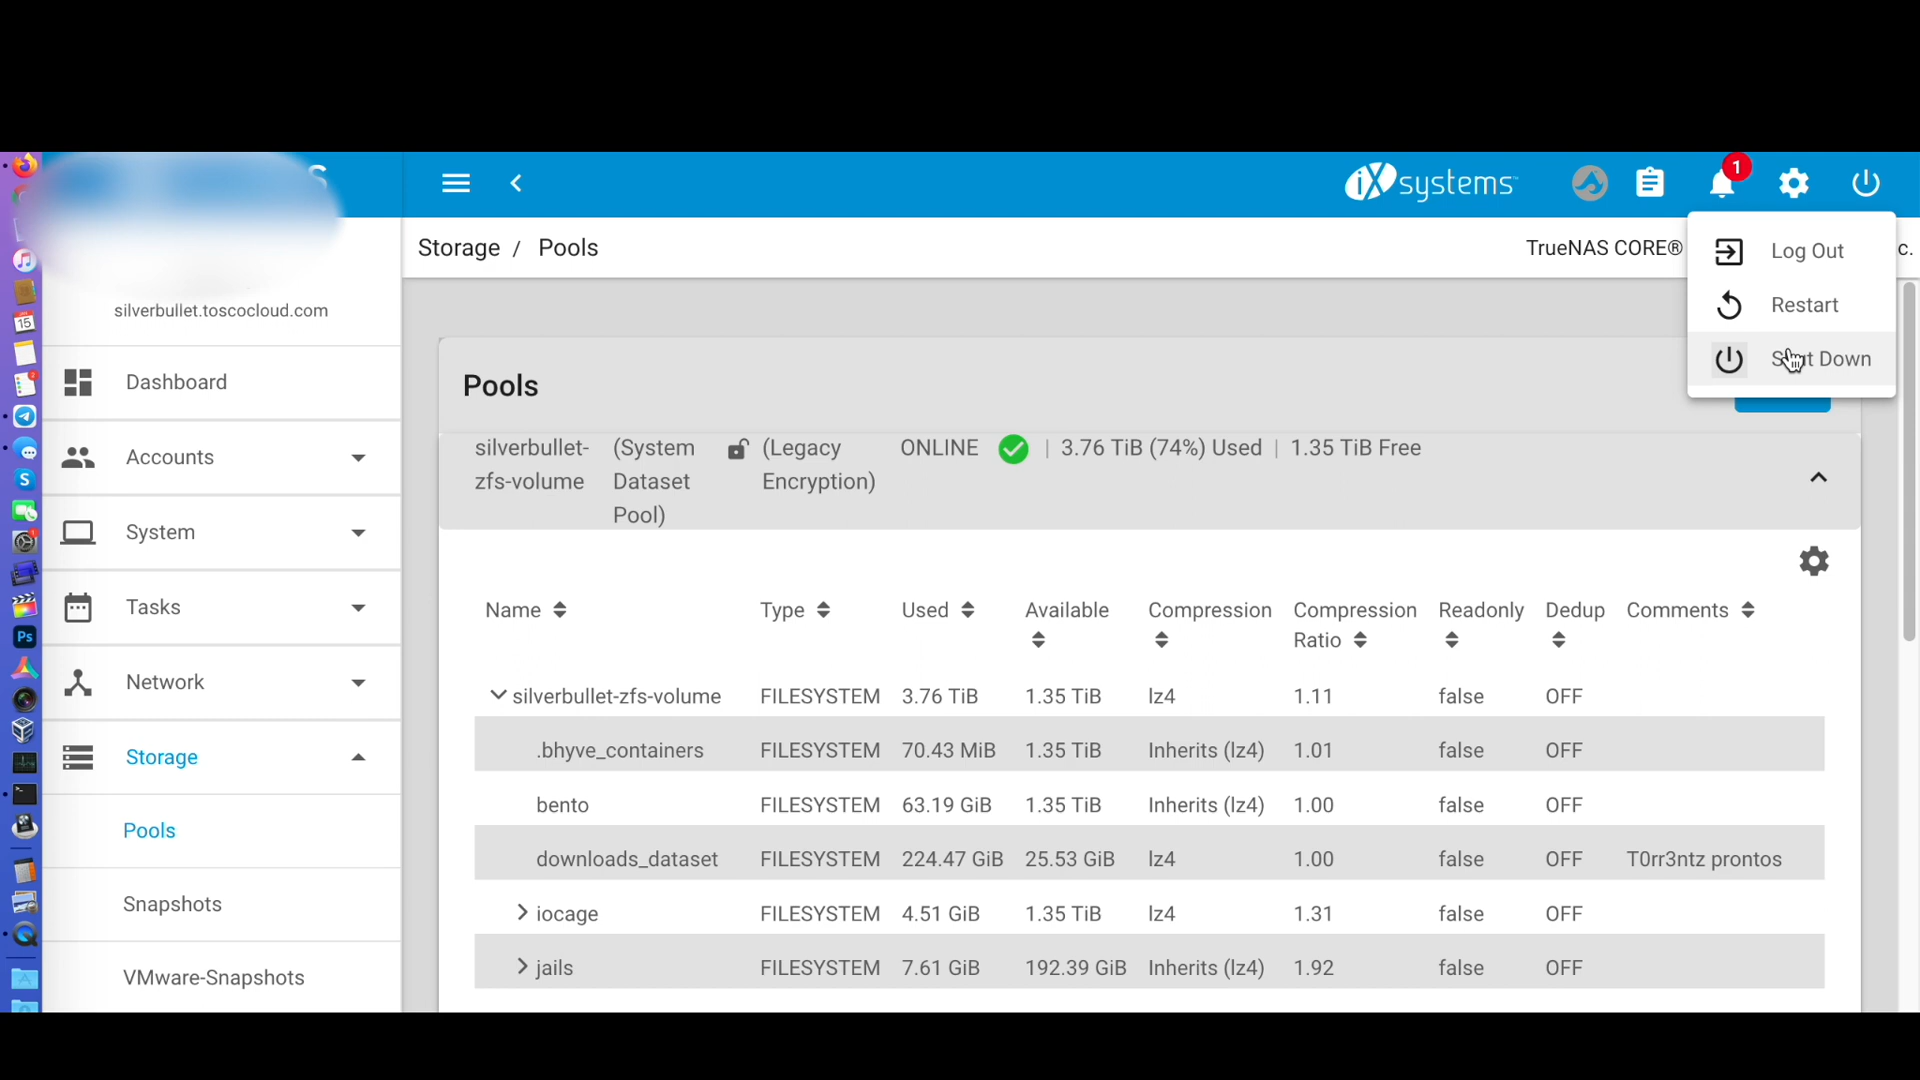 S
iXsystems
1
Storage / Pools
TrueNAS CORE®
c.
Log Out
Restart
Shut Down
silverbullet.toscocloud.com
Dashboard
Accounts
System
Tasks
Network
Storage
Pools
Snapshots
VMware-Snapshots
Pools
silverbullet-zfs-volume (System Dataset Pool) (Legacy Encryption) ONLINE | 3.76 TiB (74%) Used | 1.35 TiB Free
Name Type Used Available Compression Compression Ratio Readonly Dedup Comments
silverbullet-zfs-volume FILESYSTEM 3.76 TiB 1.35 TiB lz4 1.11 false OFF
.bhyve_containers FILESYSTEM 70.43 MiB 1.35 TiB Inherits (lz4) 1.01 false OFF
bento FILESYSTEM 63.19 GiB 1.35 TiB Inherits (lz4) 1.00 false OFF
downloads_dataset FILESYSTEM 224.47 GiB 25.53 GiB lz4 1.00 false OFF T0rr3ntz prontos
iocage FILESYSTEM 4.51 GiB 1.35 TiB lz4 1.31 false OFF
jails FILESYSTEM 7.61 GiB 192.39 GiB Inherits (lz4) 1.92 false OFF
15
2
S
1
Ps